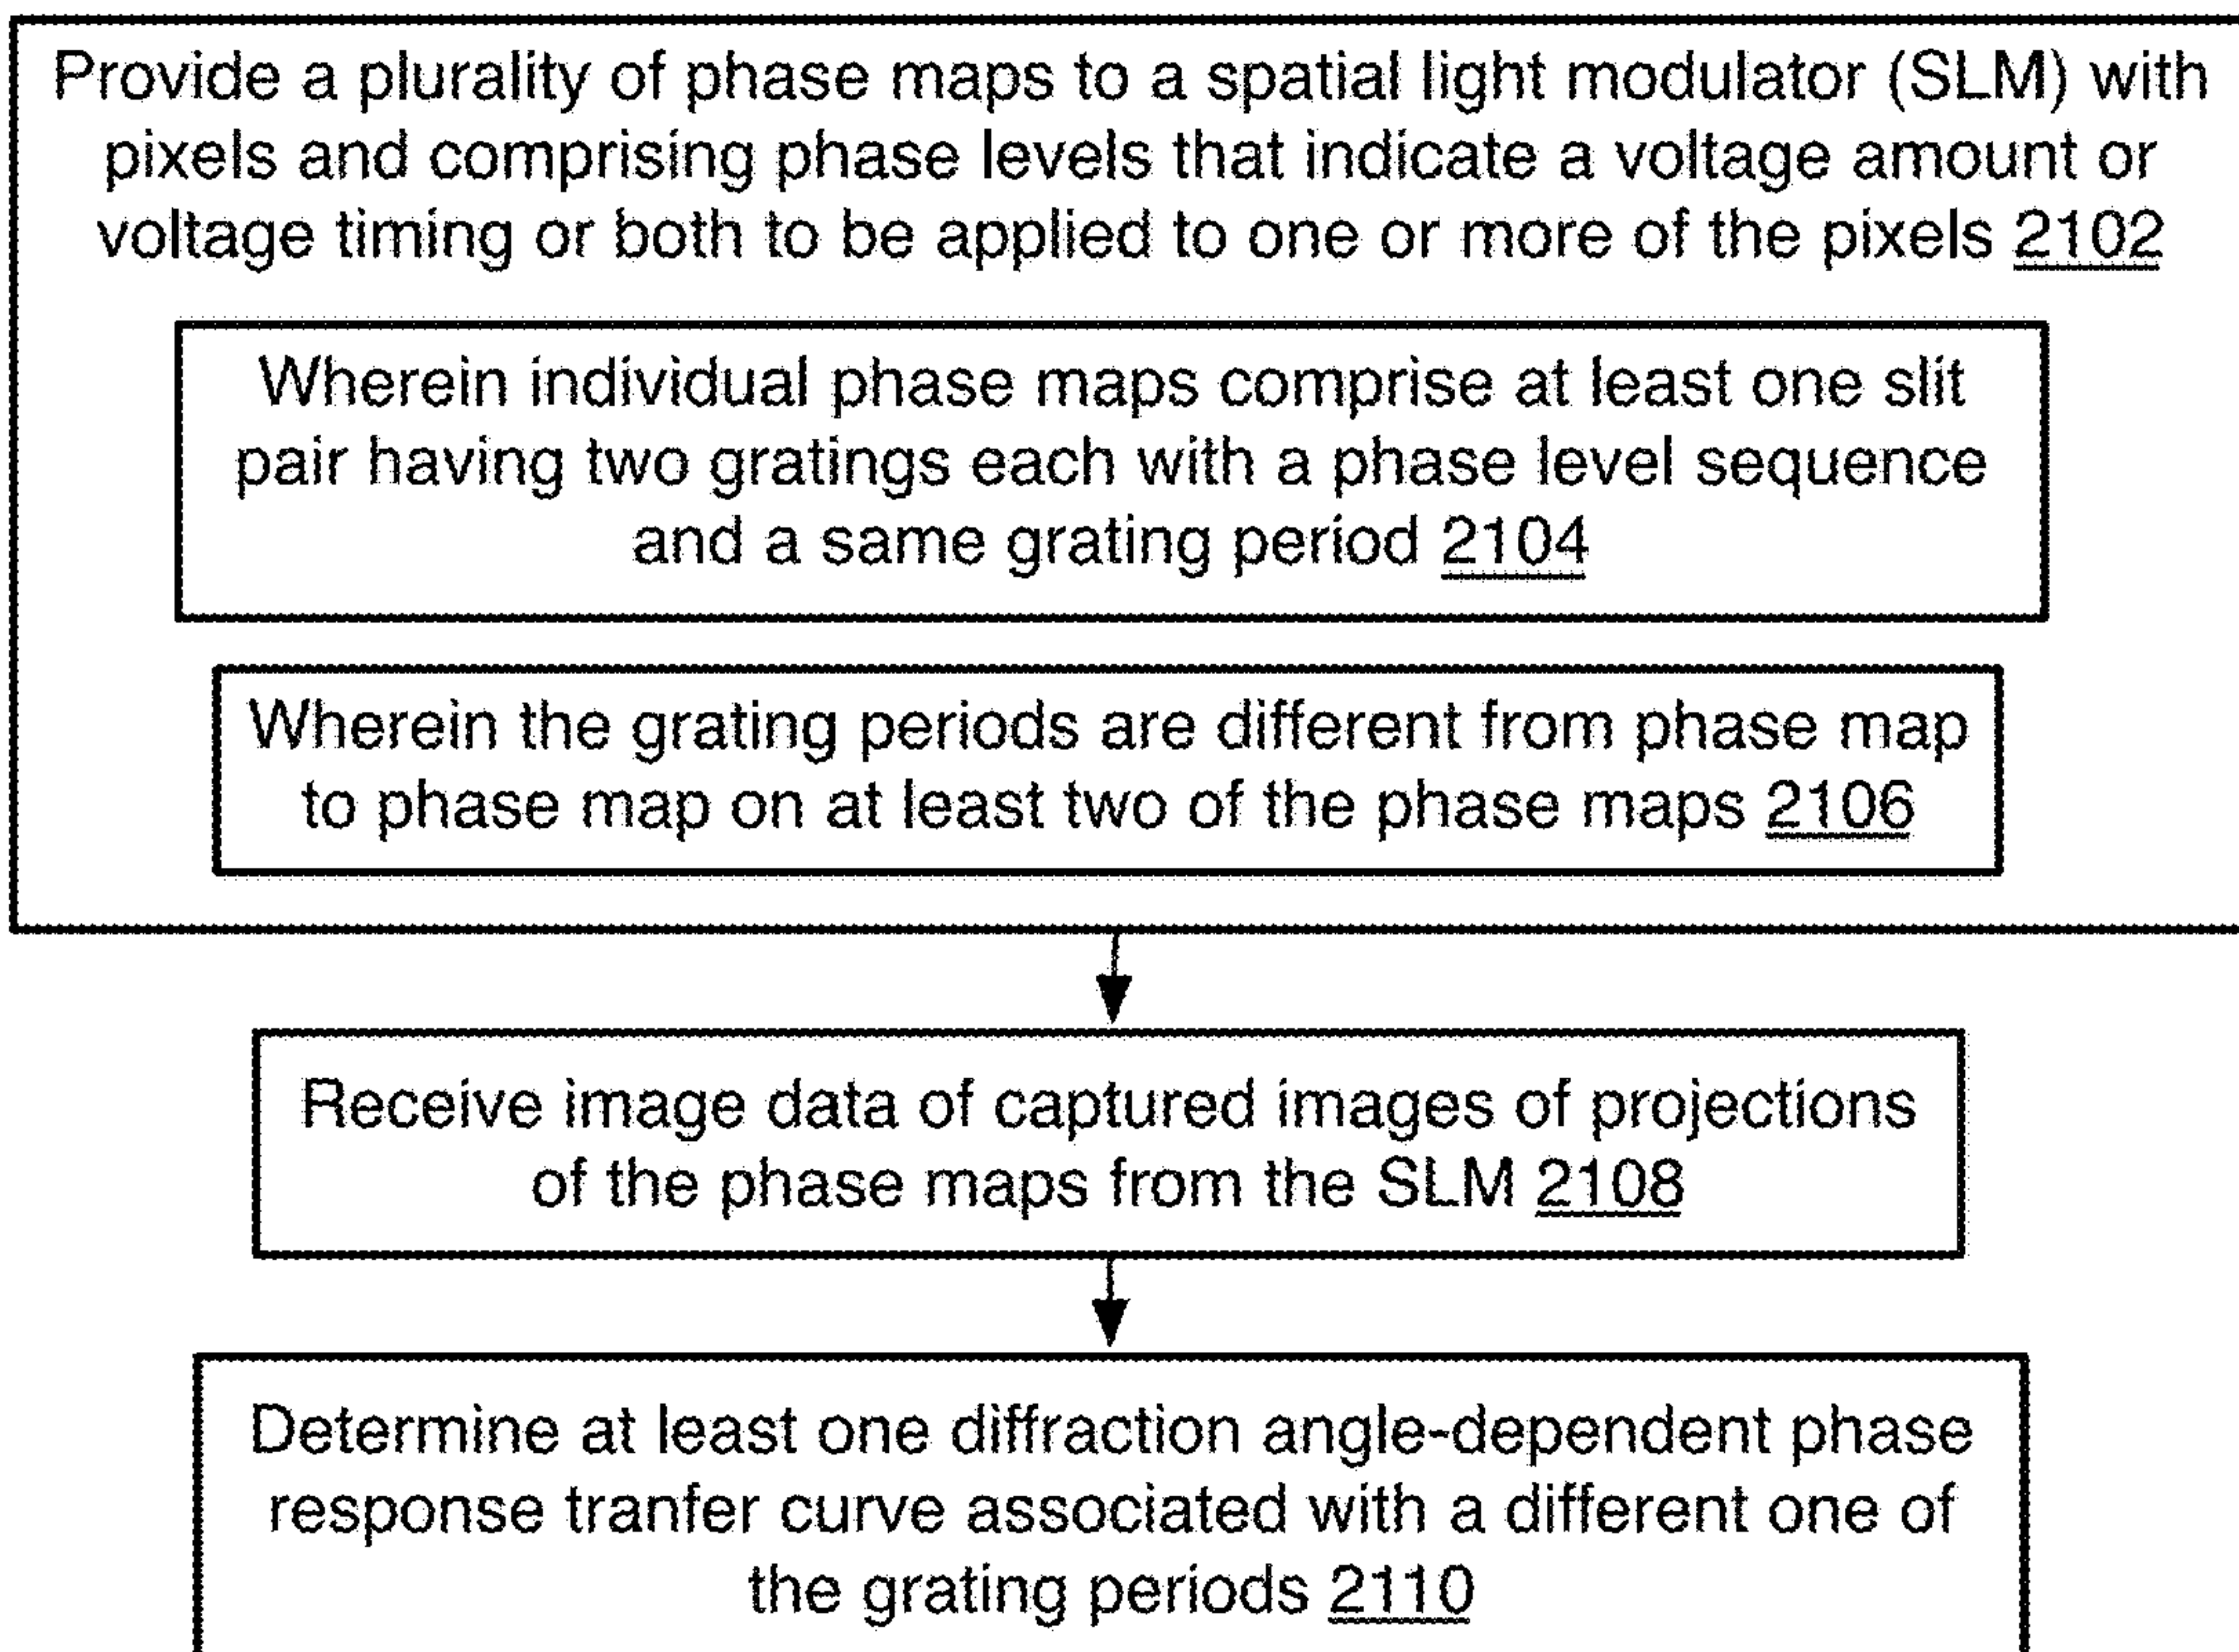 Provide a plurality of phase maps to a spatial light modulator (SLM) with
pixels and comprising phase levels that indicate a voltage amount or
voltage timing or both to be applied to one or more of the pixels 2102
Wherein individual phase maps comprise at least one slit
pair having two gratings each with a phase level sequence
and a same grating period 2104
Wherein the grating periods are different from phase map
to phase map on at least two of the phase maps 2106
Receive image data of captured images of projections
of the phase maps from the SLM 2108
Determine at least one diffraction angle-dependent phase
response tranfer curve associated with a different one of
the grating periods 2110